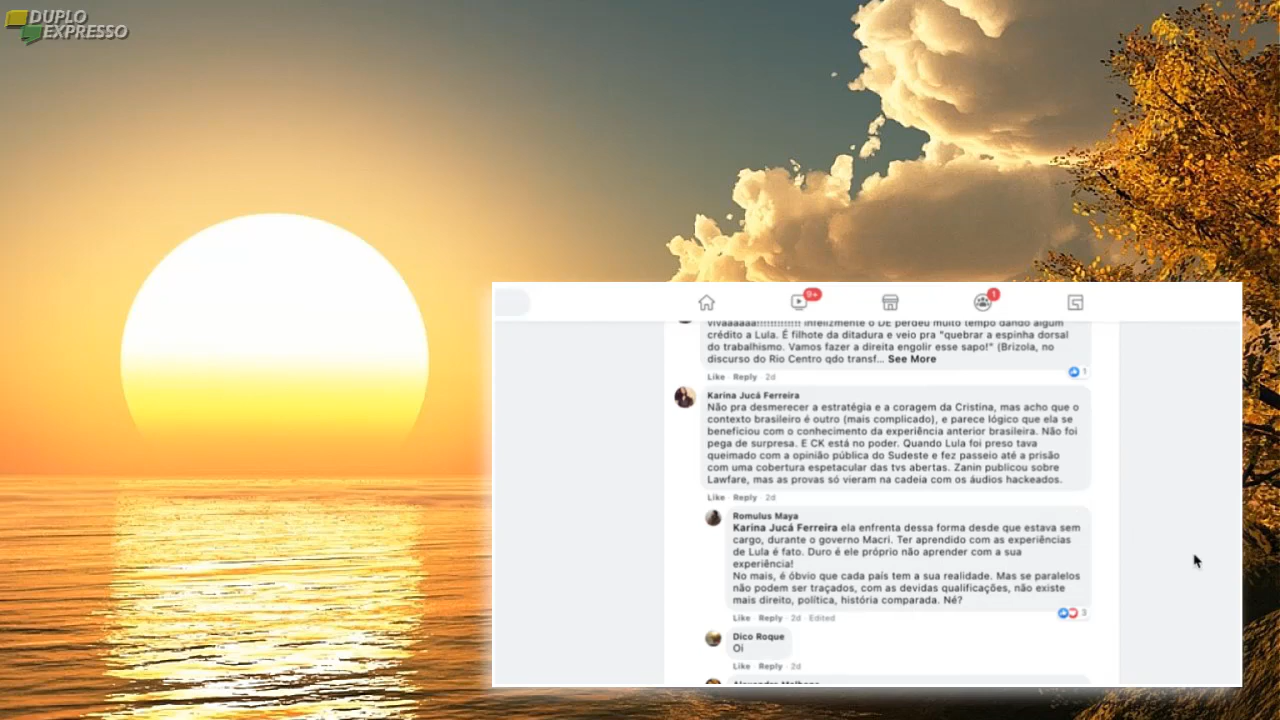 DUPLO
EXPRESSO
9+
1
vivaaaaaa!!!!!!!!!!!!! infelizmente o DE perdeu muito tempo dando algum
crédito a Lula. É filhote da ditadura e veio pra "quebrar a espinha dorsal
do trabalhismo. Vamos fazer a direita engolir esse sapo!" (Brizola, no
discurso do Rio Centro qdo transf... See More
1
Like Reply 2d
Karina Jucá Ferreira
Não pra desmerecer a estratégia e a coragem da Cristina, mas acho que o
contexto brasileiro é outro (mais complicado), e parece lógico que ela se
beneficiou com o conhecimento da experiência anterior brasileira. Não foi
pega de surpresa. E CK está no poder. Quando Lula foi preso tava
queimado com a opinião pública do Sudeste e fez passeio até a prisão
com uma cobertura espetacular das tvs abertas. Zanin publicou sobre
Lawfare, mas as provas só vieram na cadeia com os áudios hackeados.
Like Reply 2d
Romulus Maya
Karina Jucá Ferreira ela enfrenta dessa forma desde que estava sem
cargo, durante o governo Macri. Ter aprendido com as experiências
de Lula é fato. Duro é ele próprio não aprender com a sua
experiência!
No mais, é óbvio que cada país tem a sua realidade. Mas se paralelos
não podem ser traçados, com as devidas qualificações, não existe
mais direito, política, história comparada. Né?
3
Like Reply 2d Edited
Dico Roque
Oi
Like Reply 2d